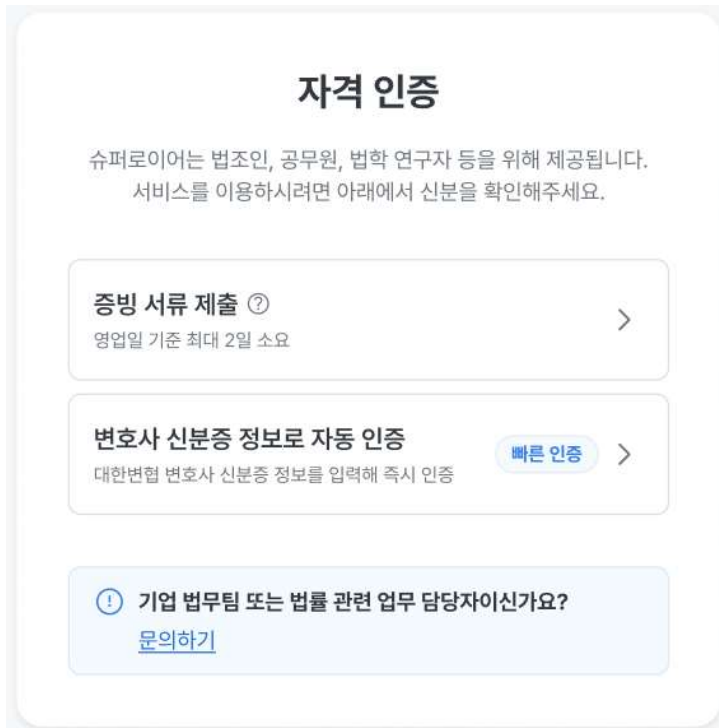 자격 인증
슈퍼로이어는 법조인, 공무원, 법학 연구자 등을 위해 제공됩니다.
서비스를 이용하시려면 아래에서 신분을 확인해주세요.
증빙 서류 제출 ?
영업일 기준 최대 2일 소요
변호사 신분증 정보로 자동 인증
빠른 인증
대한변협 변호사 신분증 정보를 입력해 즉시 인증
! 기업 법무팀 또는 법률 관련 업무 담당자이신가요?
문의하기